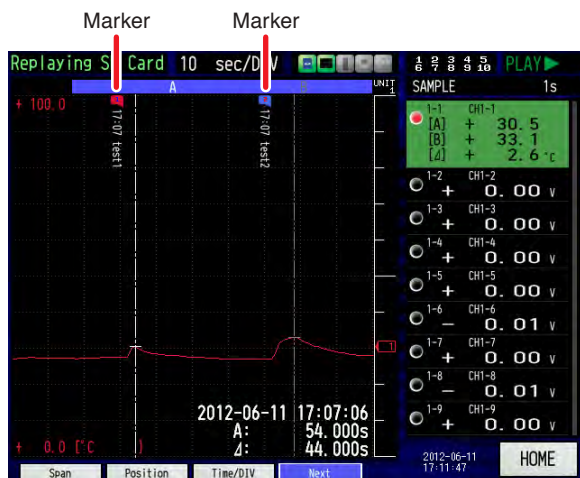 Marker Marker
Replaying S Card 10 sec/D V
1 2 3 4 5
6 7 8 9 10
PLAY
A
UNIT
1
SAMPLE 1s
+ 100.0
17:07 test1
17:07 test2
1-1 CH1-1
[A] + 30.5
[B] + 33.1
[⊿] + 2.6 °c
1-2 CH1-2
+ 0.00 V
1-3 CH1-3
+ 0.00 V
1-4 CH1-4
+ 0.00 V
1-5 CH1-5
+ 0.00 V
1-6 CH1-6
- 0.01 V
1-7 CH1-7
+ 0.00 V
1-8 CH1-8
- 0.01 V
1-9 CH1-9
+ 0.00 V
1
2012-06-11 17:07:06
A: 54.000s
⊿: 44.000s
+ 0.0 [°C ]
Span Position Time/DIV Next
2012-06-11
17:11:47
HOME